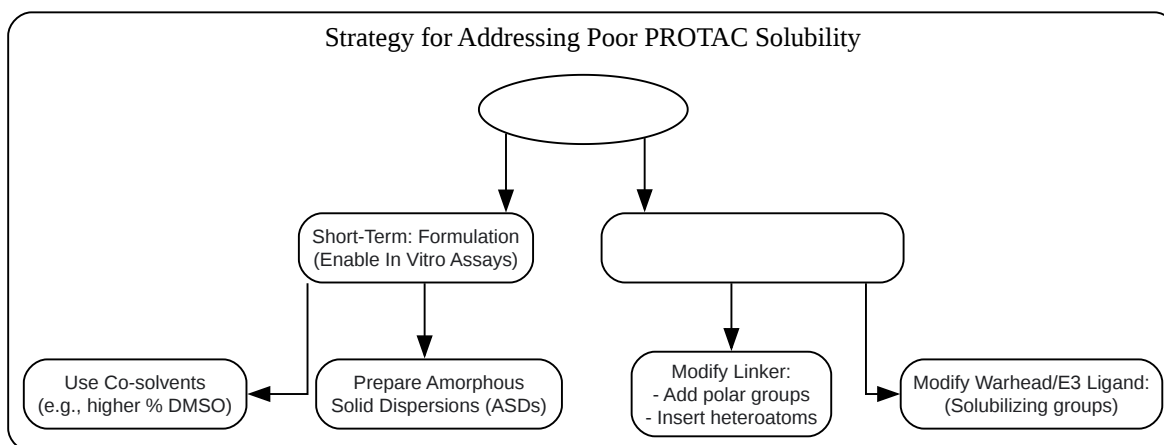 Strategy for Addressing Poor PROTAC Solubility
Short-Term: Formulation
(Enable In Vitro Assays)
Use Co-solvents
(e.g., higher % DMSO)
Prepare Amorphous
Solid Dispersions (ASDs)
Modify Linker:
- Add polar groups
- Insert heteroatoms
Modify Warhead/E3 Ligand:
(Solubilizing groups)